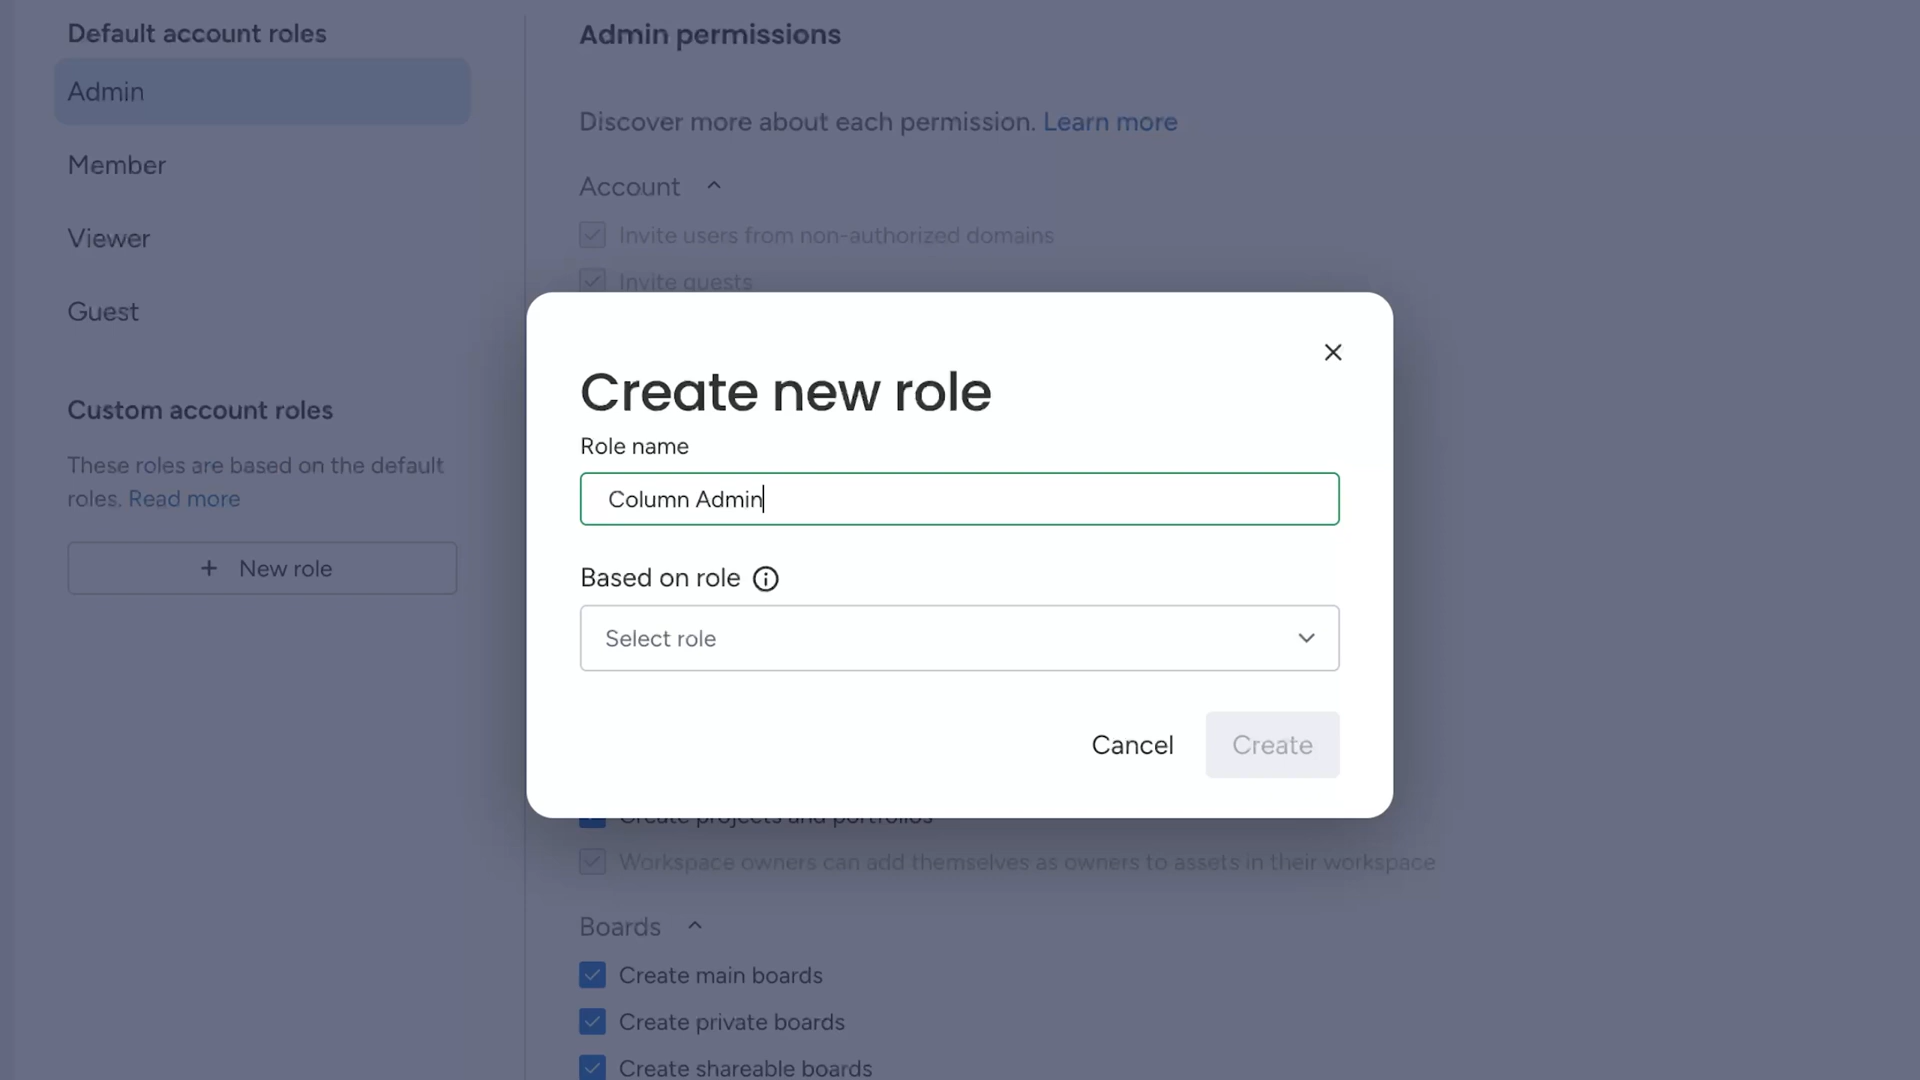 Default account roles
Admin
Member
Viewer
Guest
Custom account roles
These roles are based on the default
roles. Read more
+ New role
Admin permissions
Discover more about each permission. Learn more
Account
Invite users from non-authorized domains
Invite guests
Create new role
Role name
Column Admin
Based on role
Select role
Cancel
Create
Create projects and portfolios
Workspace owners can add themselves as owners to assets in their workspace
Boards
Create main boards
Create private boards
Create shareable boards